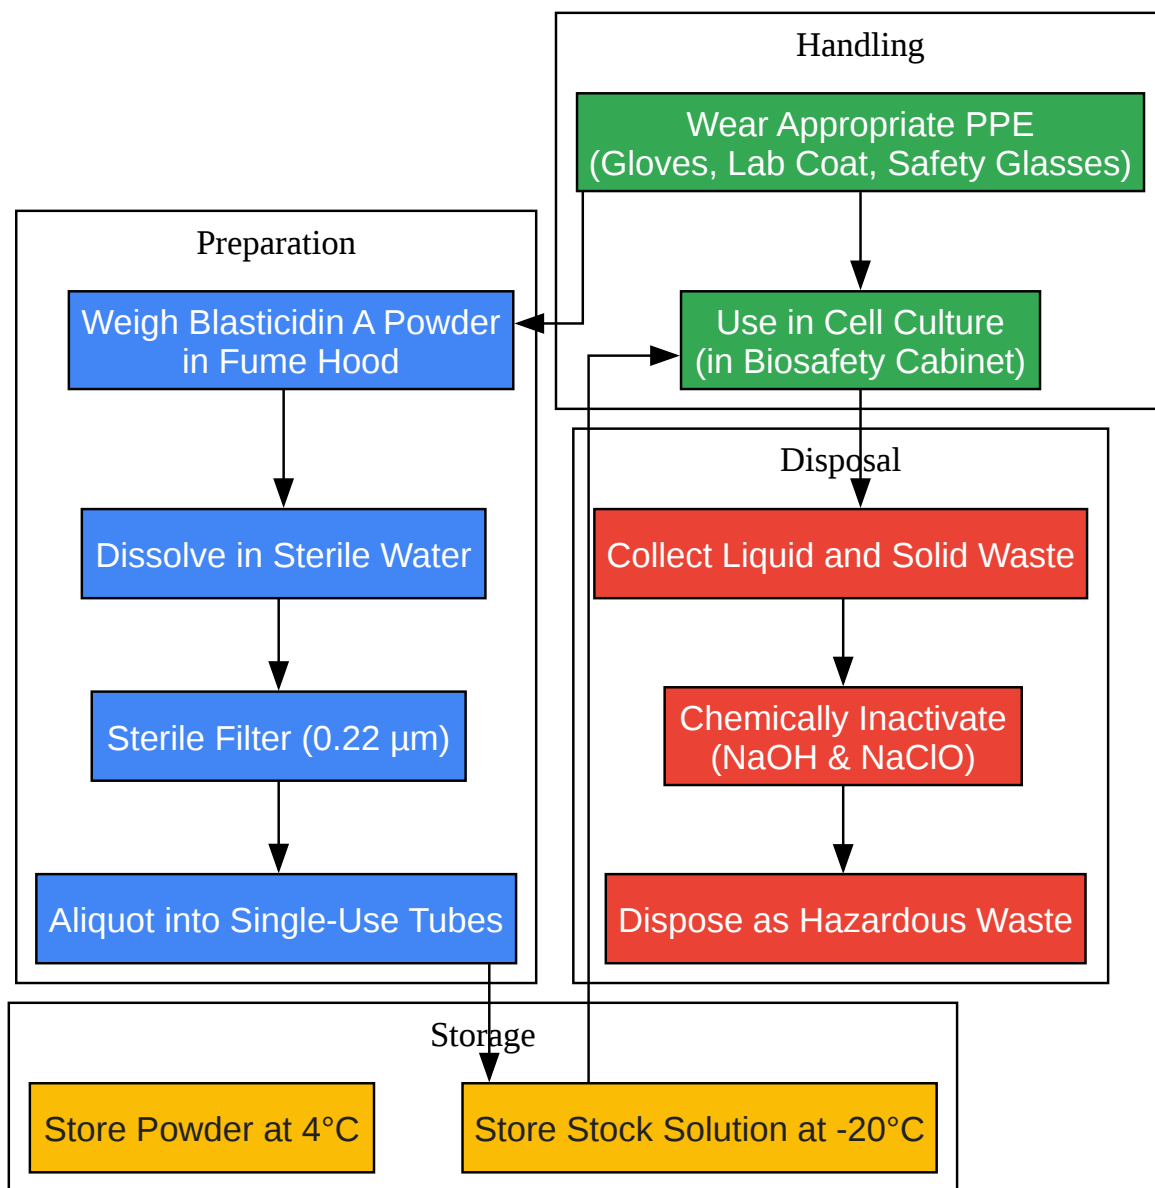 Handling
Wear Appropriate PPE
(Gloves, Lab Coat, Safety Glasses)
Use in Cell Culture
(in Biosafety Cabinet)
Preparation
Weigh Blasticidin A Powder
in Fume Hood
Dissolve in Sterile Water
Sterile Filter (0.22 µm)
Aliquot into Single-Use Tubes
Disposal
Collect Liquid and Solid Waste
Chemically Inactivate
(NaOH & NaClO)
Dispose as Hazardous Waste
Storage
Store Powder at 4°C
Store Stock Solution at -20°C